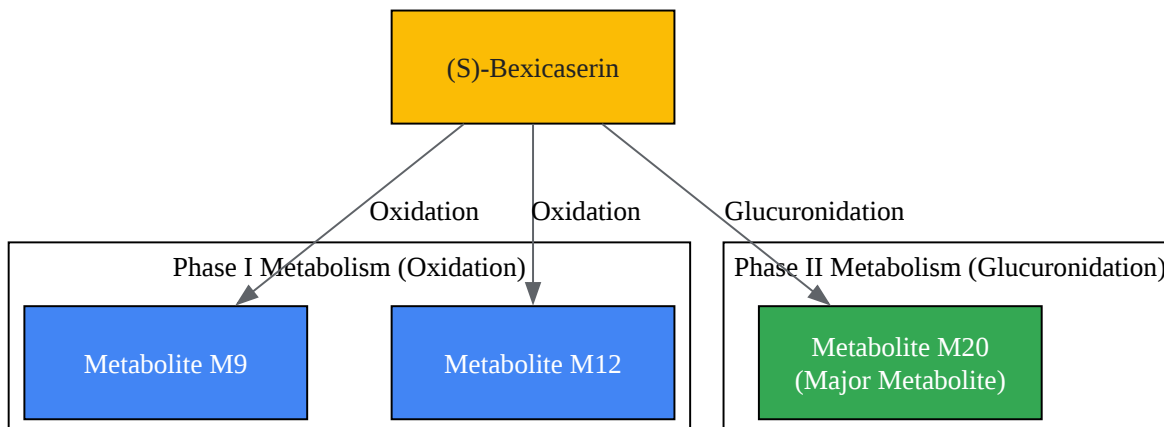 (S)-Bexicaserin
Oxidation
Oxidation
Glucuronidation
Phase I Metabolism (Oxidation)
Phase II Metabolism (Glucuronidation)
Metabolite M9
Metabolite M12
Metabolite M20
(Major Metabolite)